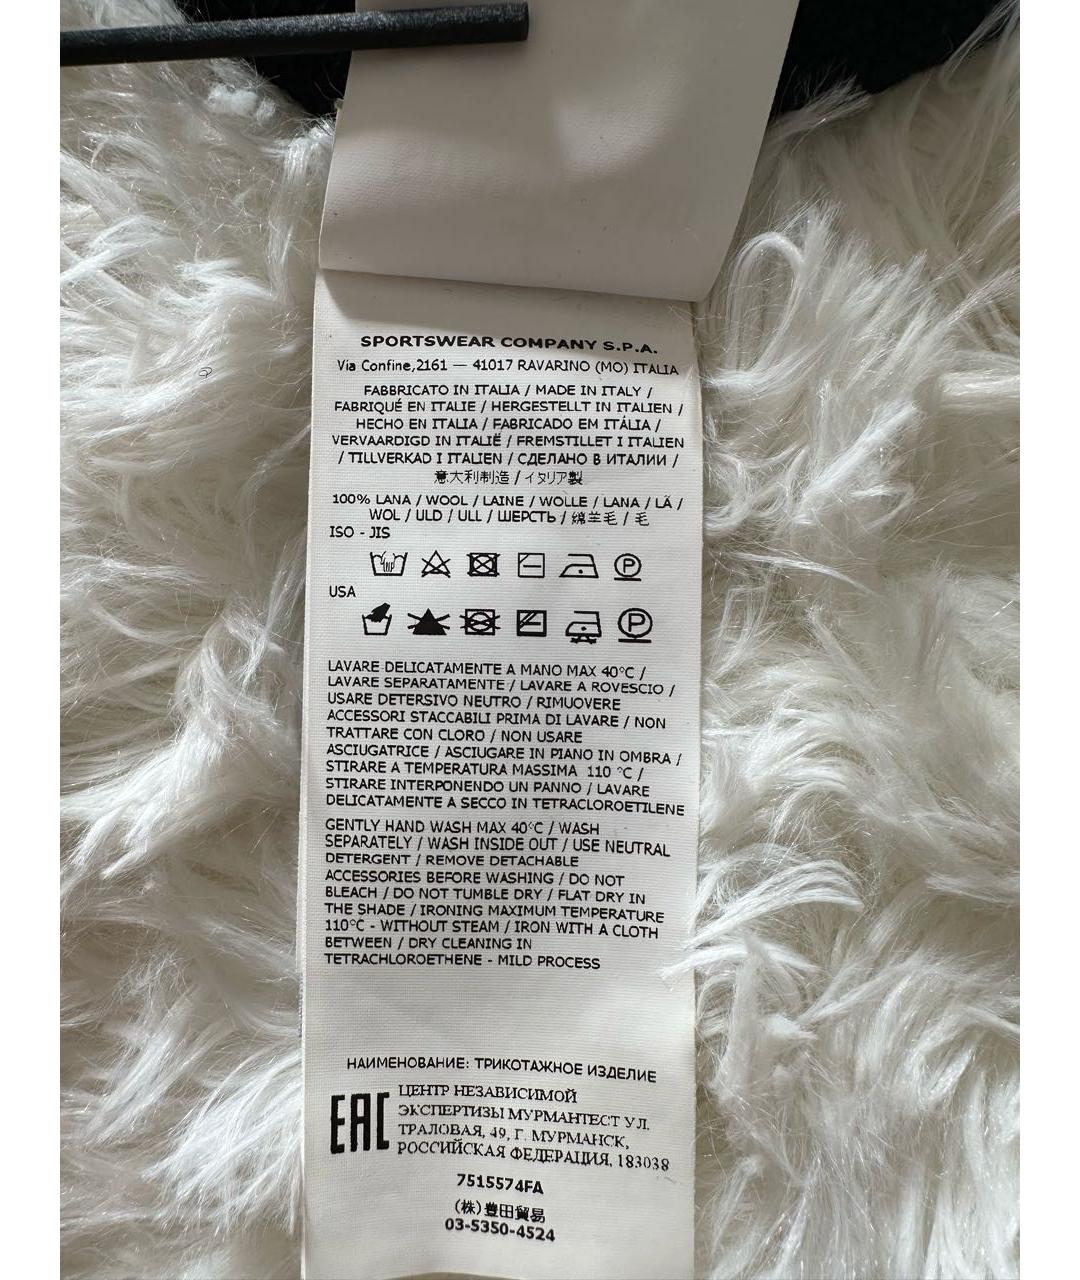 SPORTSWEAR COMPANY S.P.A.
Via Confine,2161 — 41017 RAVARINO (MO) ITALIA
FABBRICATO IN ITALIA / MADE IN ITALY /
FABRIQUÉ EN ITALIE / HERGESTELLT IN ITALIEN /
HECHO EN ITALIA / FABRICADO EM ITÁLIA /
VERVAARDIGD IN ITALIË / FREMSTILLET I ITALIEN
/ TILLVERKAD I ITALIEN / СДЕЛАНО В ИТАЛИИ /
意大利制造 / イタリア製
100% LANA / WOOL / LAINE / WOLLE / LANA / LÃ /
WOL / ULD / ULL / ШЕРСТЬ / 绵羊毛 / 毛
ISO - JIS
P
USA
P
LAVARE DELICATAMENTE A MANO MAX 40°C /
LAVARE SEPARATAMENTE / LAVARE A ROVESCIO /
USARE DETERSIVO NEUTRO / RIMUOVERE
ACCESSORI STACCABILI PRIMA DI LAVARE / NON
TRATTARE CON CLORO / NON USARE
ASCIUGATRICE / ASCIUGARE IN PIANO IN OMBRA /
STIRARE A TEMPERATURA MASSIMA 110 °C /
STIRARE INTERPONENDO UN PANNO / LAVARE
DELICATAMENTE A SECCO IN TETRACLOROETILENE
GENTLY HAND WASH MAX 40°C / WASH
SEPARATELY / WASH INSIDE OUT / USE NEUTRAL
DETERGENT / REMOVE DETACHABLE
ACCESSORIES BEFORE WASHING / DO NOT
BLEACH / DO NOT TUMBLE DRY / FLAT DRY IN
THE SHADE / IRONING MAXIMUM TEMPERATURE
110°C - WITHOUT STEAM / IRON WITH A CLOTH
BETWEEN / DRY CLEANING IN
TETRACHLOROETHENE - MILD PROCESS
НАИМЕНОВАНИЕ: ТРИКОТАЖНОЕ ИЗДЕЛИЕ
EAC
ЦЕНТР НЕЗАВИСИМОЙ
ЭКСПЕРТИЗЫ МУРМАНТЕСТ УЛ.
ТРАЛОВАЯ, 49, Г. МУРМАНСК,
РОССИЙСКАЯ ФЕДЕРАЦИЯ, 183038
7515574FA
(株)豊田貿易
03-5350-4524